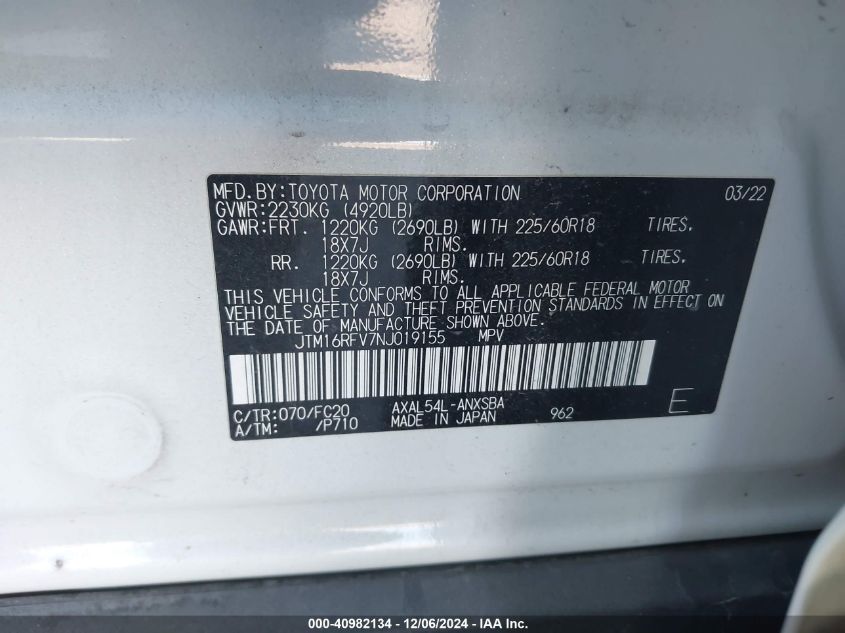 MFD.BY:TOYOTA MOTOR CORPORATION 03/22
GVWR:2230KG (4920LB)
GAWR:FRT. 1220KG (2690LB) WITH 225/60R18 TIRES.
18X7J RIMS.
RR. 1220KG (2690LB) WITH 225/60R18 TIRES.
18X7J RIMS.
THIS VEHICLE CONFORMS TO ALL APPLICABLE FEDERAL MOTOR
VEHICLE SAFETY AND THEFT PREVENTION STANDARDS IN EFFECT ON
THE DATE OF MANUFACTURE SHOWN ABOVE.
JTM16RFV7NJ019155 MPV
C/TR:070/FC20 AXAL54L-ANXSBA
A/TM: /P710 MADE IN JAPAN 962 E
000-40982134 - 12/06/2024 - IAA Inc.